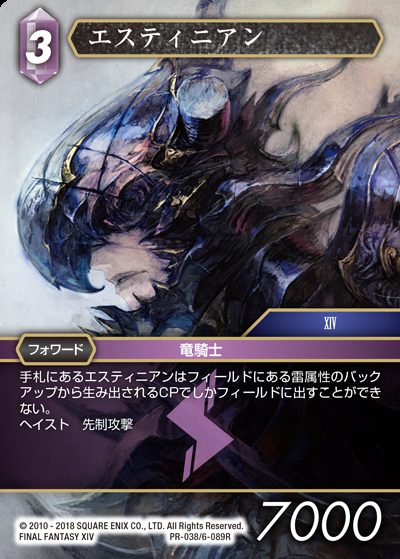 3
エスティニアン
XIV
フォワード
竜騎士
手札にあるエスティニアンはフィールドにある雷属性のバック
アップから生み出されるCPでしかフィールドに出すことができ
ない。
ヘイスト　先制攻撃
© 2010 - 2018 SQUARE ENIX CO., LTD. All Rights Reserved.
FINAL FANTASY XIV
PR-038/6-089R
7000